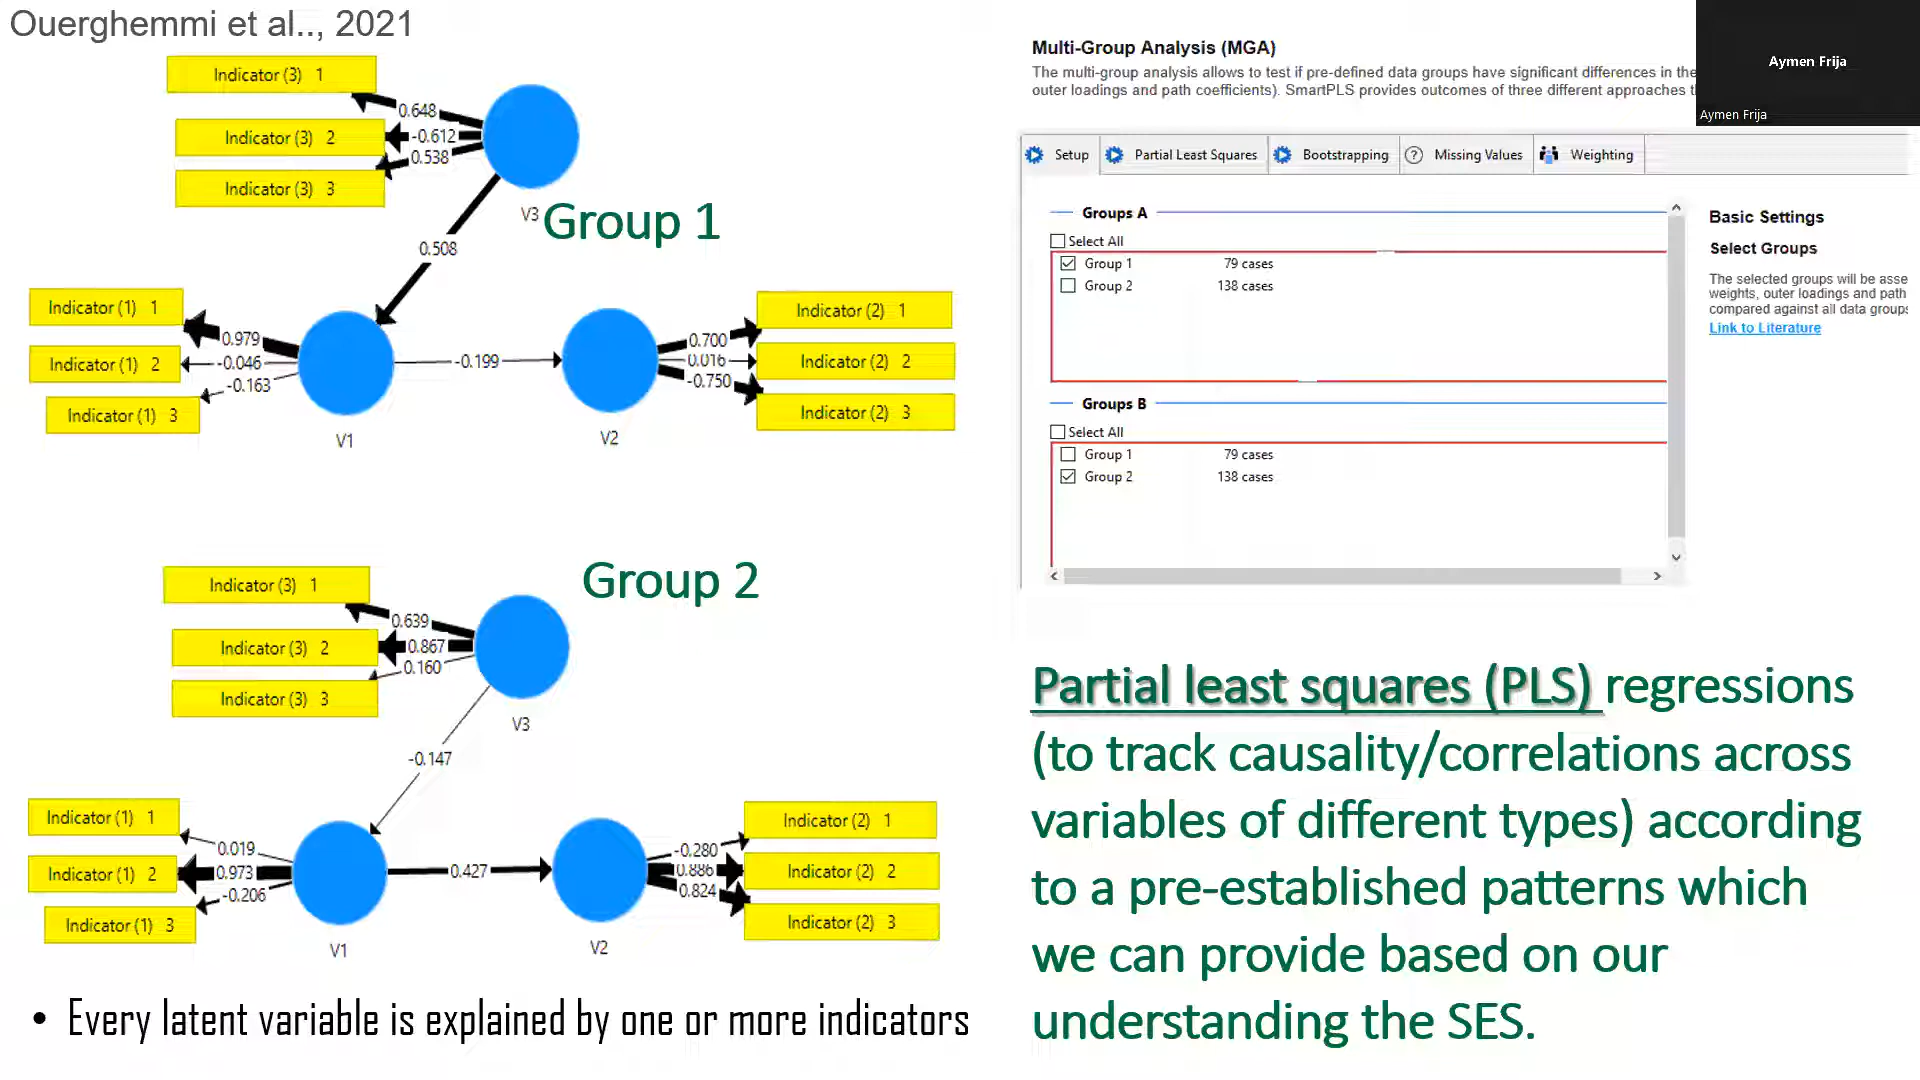 Ouerghemmi et al.., 2021
Indicator (3) 1
Indicator (3) 2
Indicator (3) 3
0.648
-0.612
0.538
V3
Group 1
0.508
Indicator (1) 1
Indicator (1) 2
Indicator (1) 3
0.979
-0.046
-0.163
V1
-0.199
V2
0.700
0.016
-0.750
Indicator (2) 1
Indicator (2) 2
Indicator (2) 3
Group 2
Indicator (3) 1
Indicator (3) 2
Indicator (3) 3
0.639
0.867
0.160
V3
-0.147
Indicator (1) 1
Indicator (1) 2
Indicator (1) 3
0.019
0.973
-0.206
V1
0.427
V2
-0.280
0.886
0.824
Indicator (2) 1
Indicator (2) 2
Indicator (2) 3
• Every latent variable is explained by one or more indicators
Multi-Group Analysis (MGA)
The multi-group analysis allows to test if pre-defined data groups have significant differences in the
outer loadings and path coefficients). SmartPLS provides outcomes of three different approaches
Aymen Frija
Aymen Frija
Setup Partial Least Squares Bootstrapping Missing Values Weighting
Groups A
Select All
Group 1 79 cases
Group 2 138 cases
Groups B
Select All
Group 1 79 cases
Group 2 138 cases
Basic Settings
Select Groups
The selected groups will be asse
weights, outer loadings and path
compared against all data groups
Link to Literature
Partial least squares (PLS) regressions
(to track causality/correlations across
variables of different types) according
to a pre-established patterns which
we can provide based on our
understanding the SES.